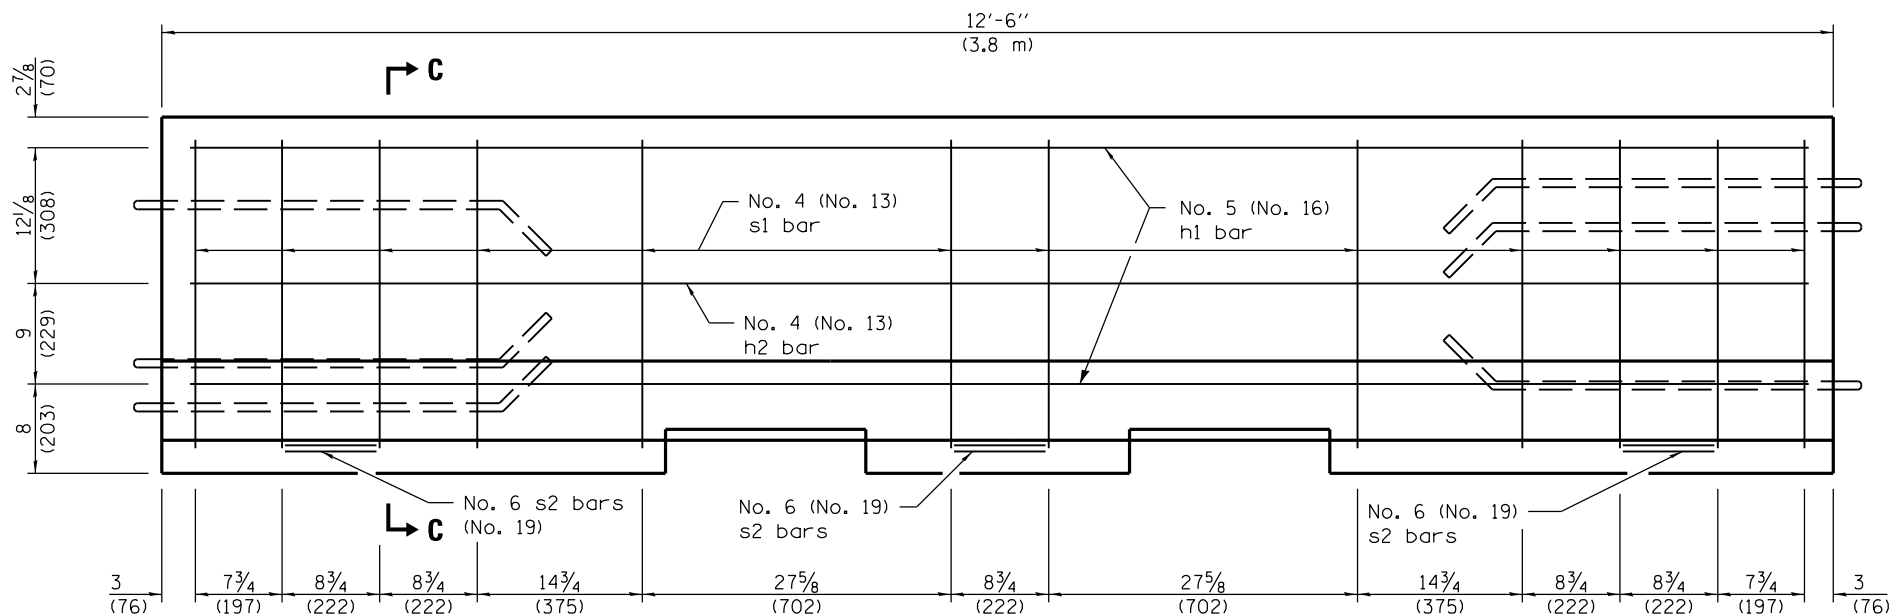 12'-6''
(3.8 m)
C
2⅞
(70)
12⅛
(308)
9
(229)
8
(203)
No. 4 (No. 13)
s1 bar
No. 5 (No. 16)
h1 bar
No. 4 (No. 13)
h2 bar
No. 6 s2 bars
(No. 19)
C
No. 6 (No. 19)
s2 bars
No. 6 (No. 19)
s2 bars
3 7¾ 8¾ 8¾ 14¾ 27⅝ 8¾ 27⅝ 14¾ 8¾ 8¾ 7¾ 3
(76) (197) (222) (222) (375) (702) (222) (702) (375) (222) (222) (197) (76)